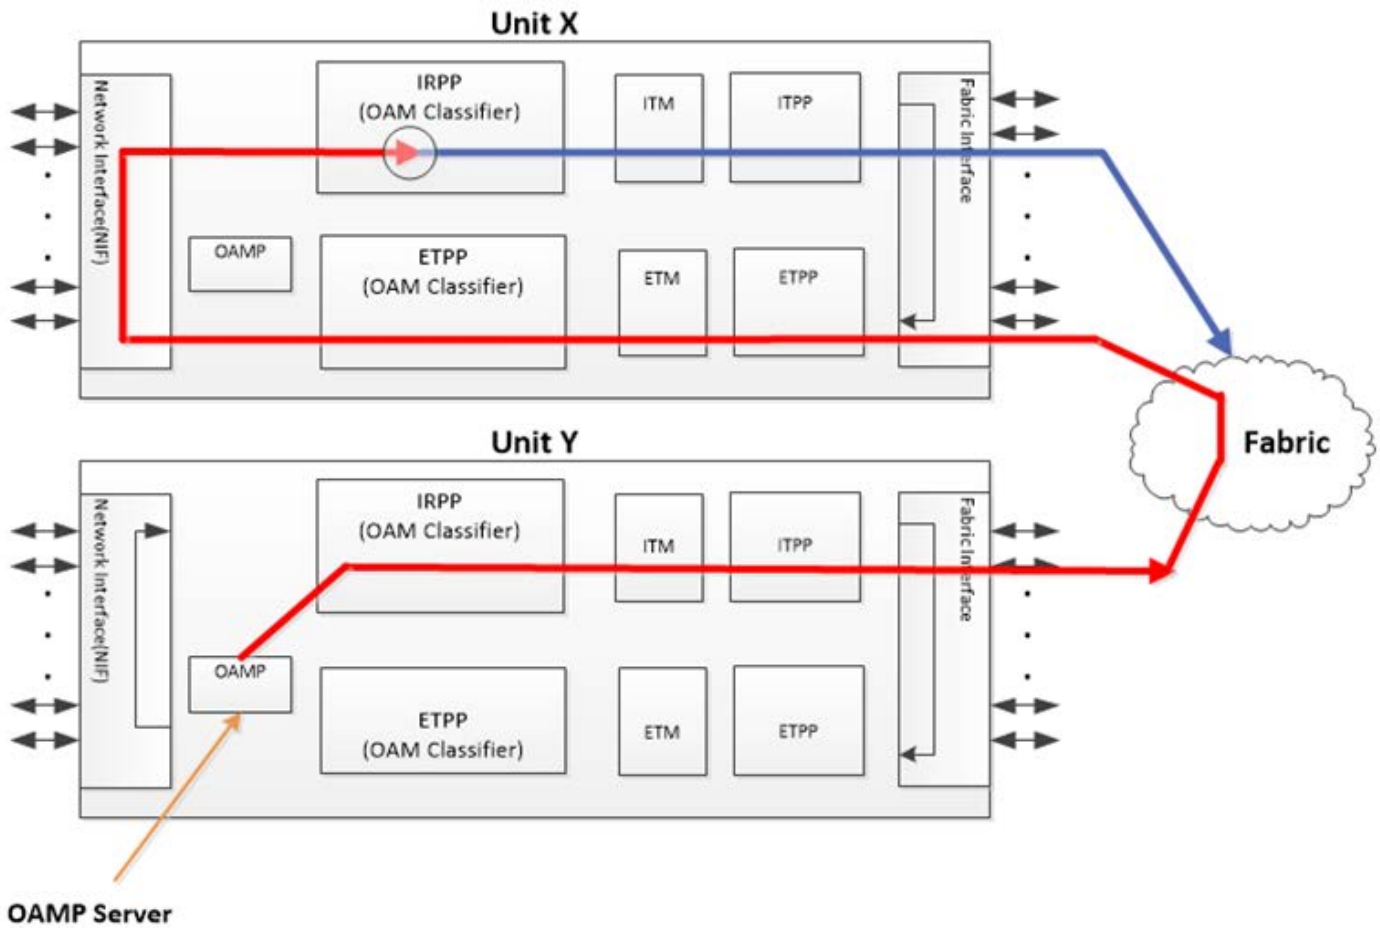 Unit X
Network Interface(NIF)
IRPP
(OAM Classifier)
ITM
ITPP
Fabric Interface
OAMP
ETPP
(OAM Classifier)
ETM
ETPP
Unit Y
Fabric
Network Interface(NIF)
IRPP
(OAM Classifier)
ITM
ITPP
Fabric Interface
OAMP
ETPP
(OAM Classifier)
ETM
ETPP
OAMP Server